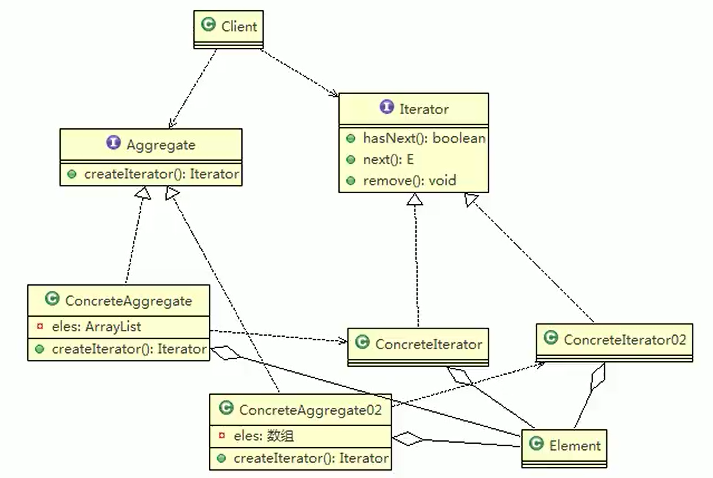 C Client
I Iterator
hasNext(): boolean
next(): E
remove(): void
I Aggregate
createIterator(): Iterator
C ConcreteAggregate
eles: ArrayList
createIterator(): Iterator
C ConcreteIterator
C ConcreteIterator02
C ConcreteAggregate02
eles: 数组
createIterator(): Iterator
C Element